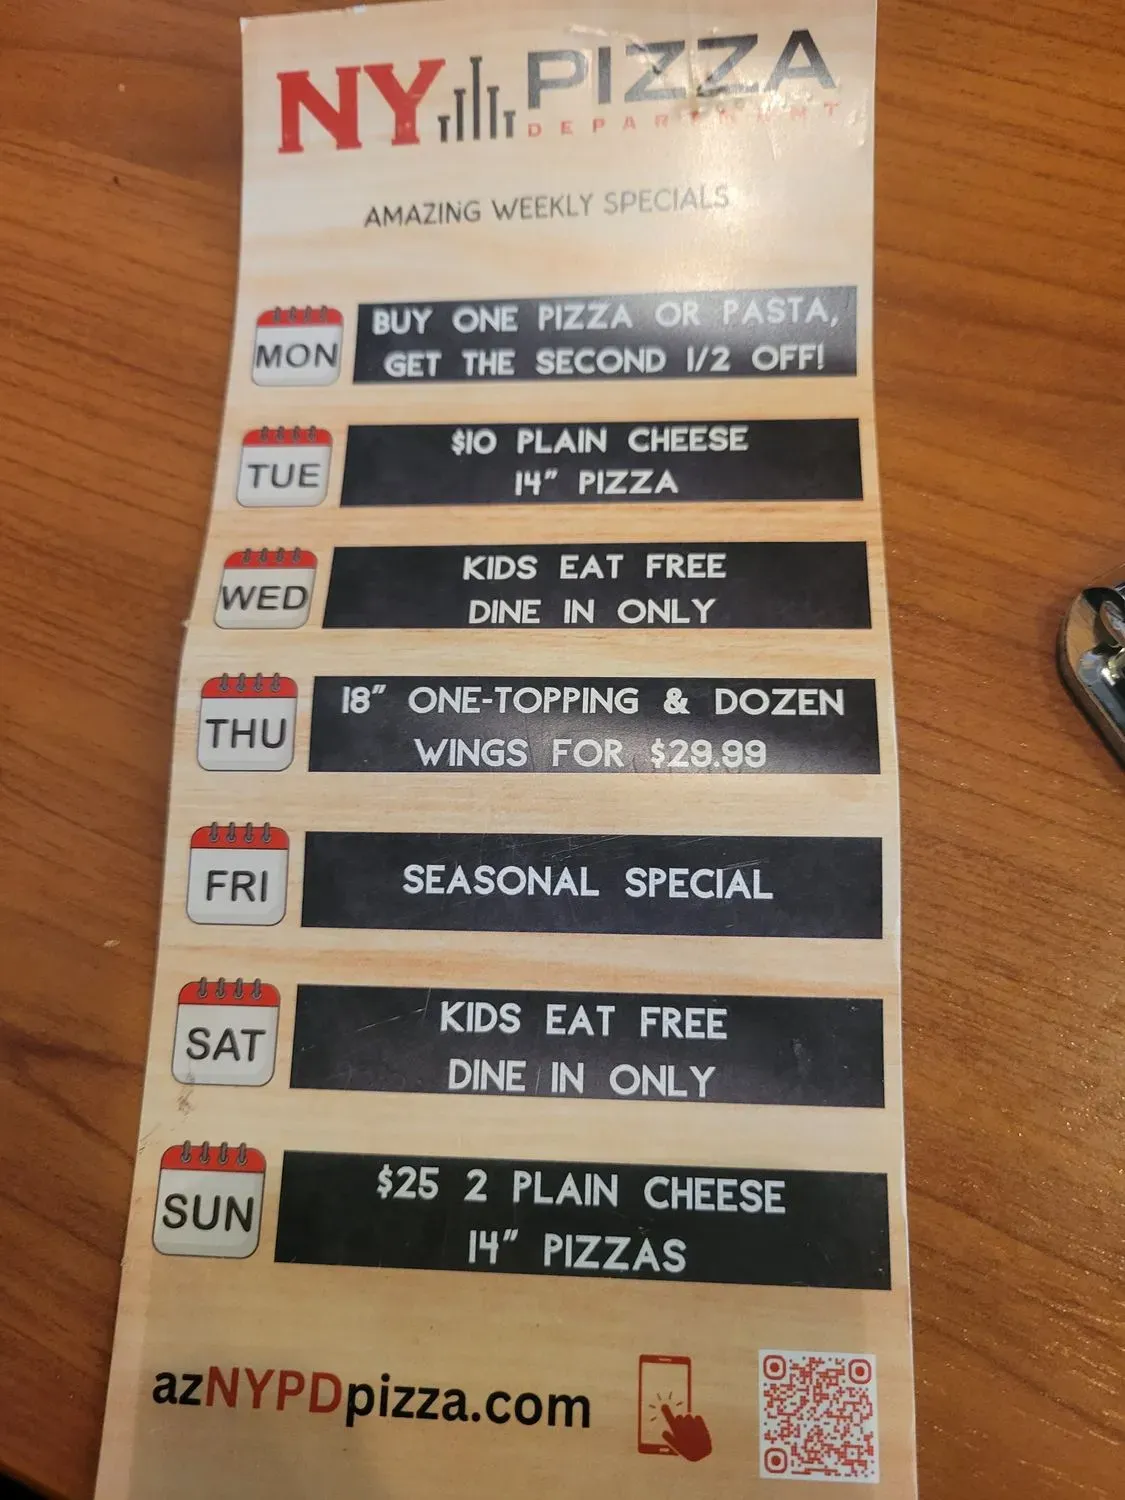 NY PIZZA
DEPARTMENT
AMAZING WEEKLY SPECIALS
MON
BUY ONE PIZZA OR PASTA,
GET THE SECOND 1/2 OFF!
TUE
$10 PLAIN CHEESE
14" PIZZA
WED
KIDS EAT FREE
DINE IN ONLY
THU
18" ONE-TOPPING & DOZEN
WINGS FOR $29.99
FRI
SEASONAL SPECIAL
SAT
KIDS EAT FREE
DINE IN ONLY
SUN
$25 2 PLAIN CHEESE
14" PIZZAS
azNYPDpizza.com